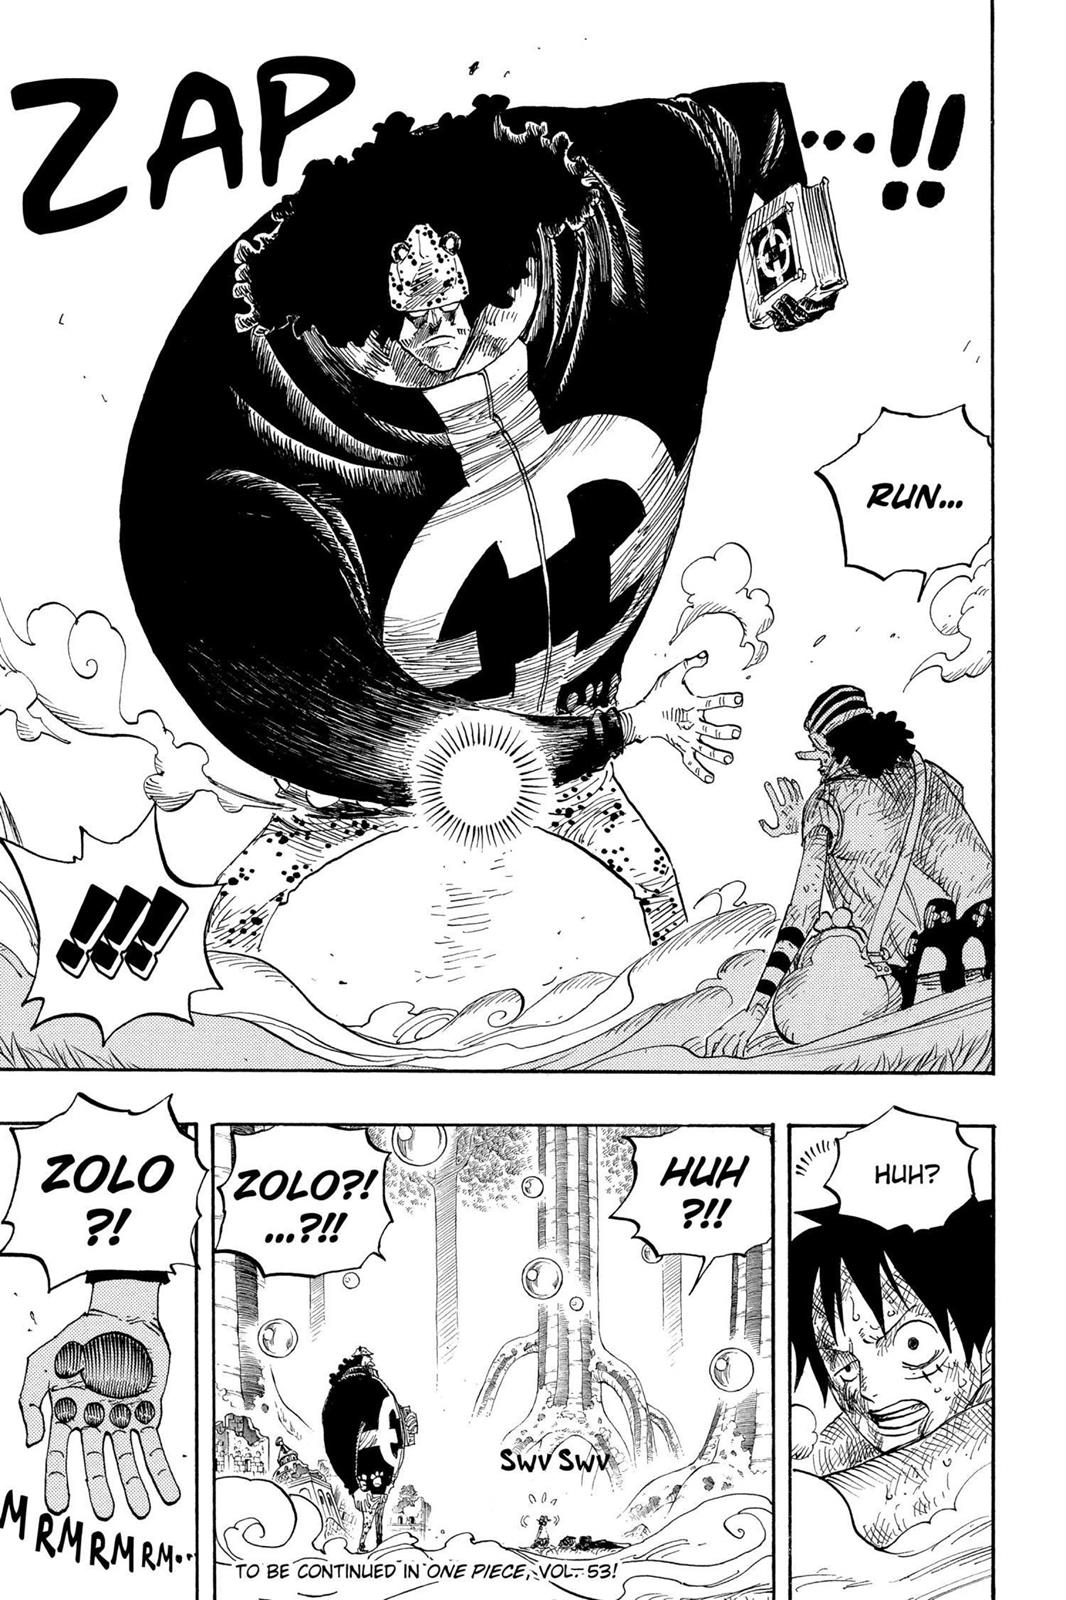 ZAP
...!!
RUN...
!!!
HUH?
HUH
?!!
ZOLO?!
...?!!
SWV SWV
TO BE CONTINUED IN ONE PIECE, VOL. 53!
ZOLO
?!
MRMRMRMRM...